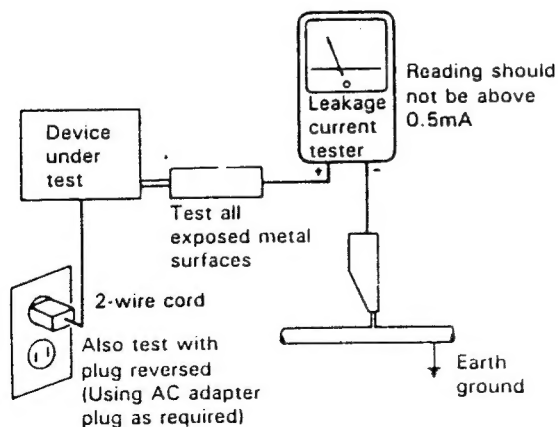 Device
under
test
Leakage
current
tester
+
-
Reading should
not be above
0.5mA
Test all
exposed metal
surfaces
2-wire cord
Also test with
plug reversed
(Using AC adapter
plug as required)
Earth
ground